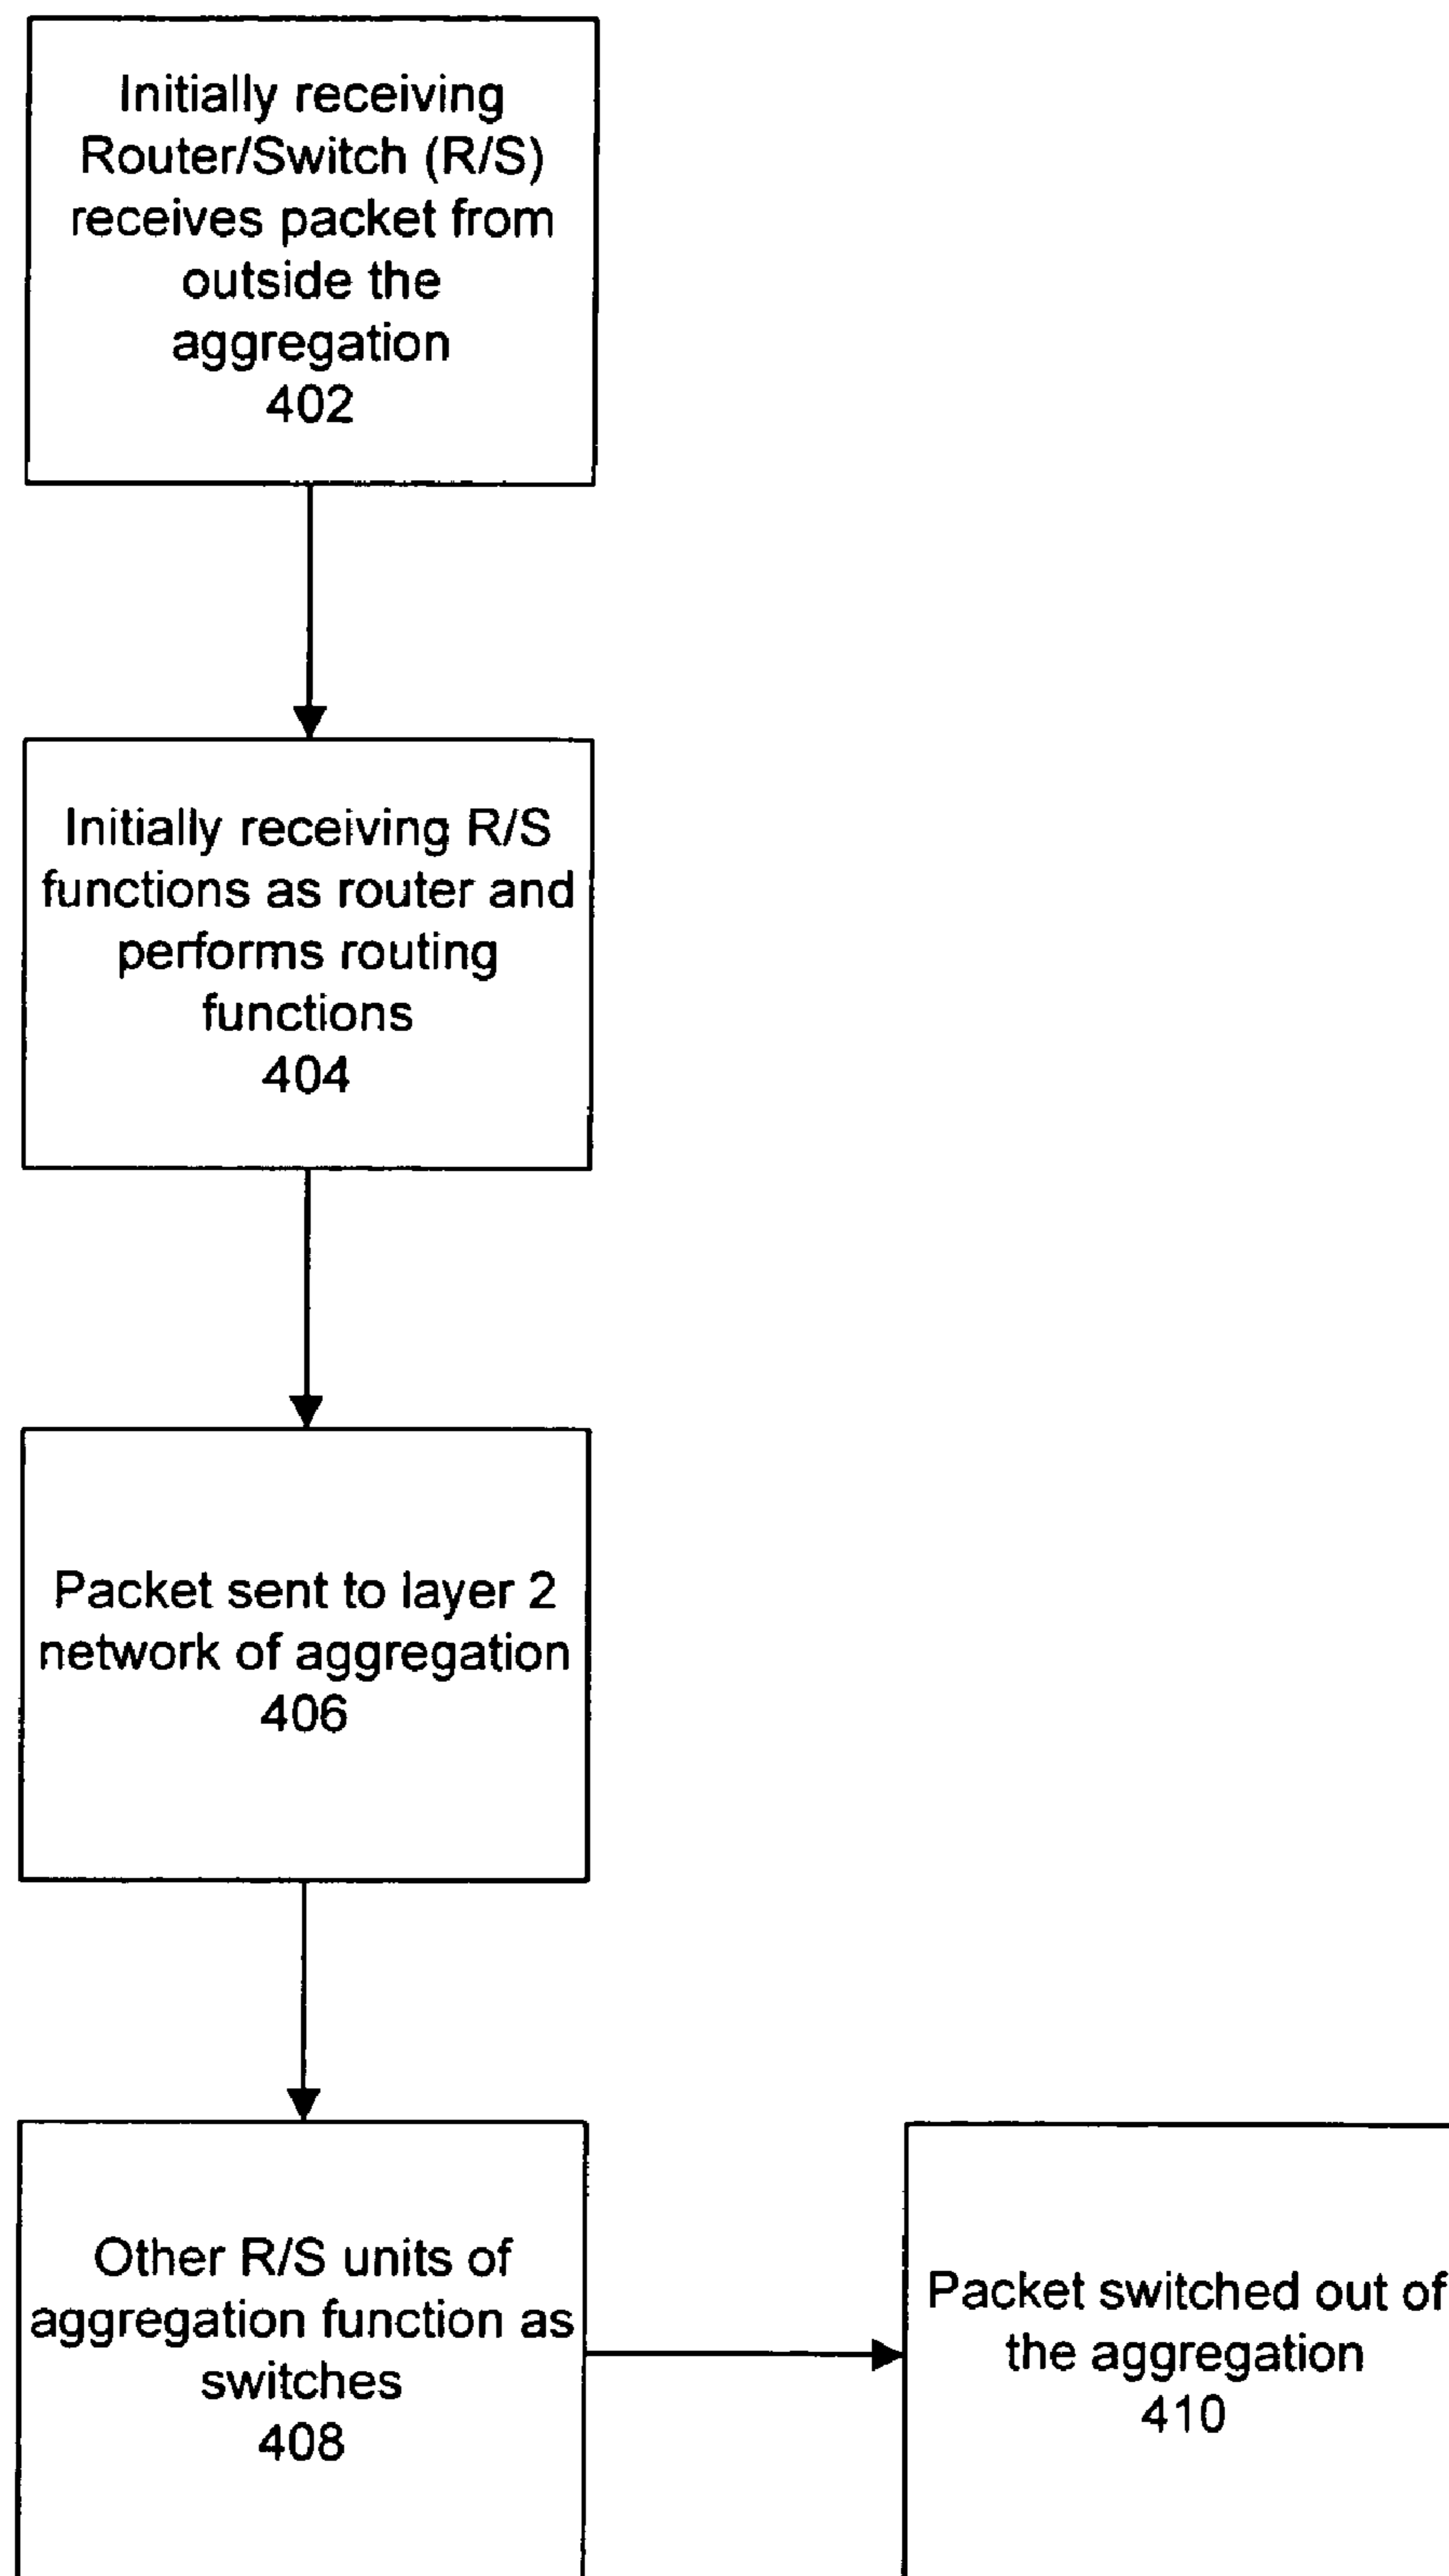 Initially receiving
Router/Switch (R/S)
receives packet from
outside the
aggregation
402
Initially receiving R/S
functions as router and
performs routing
functions
404
Packet sent to layer 2
network of aggregation
406
Other R/S units of
aggregation function as
switches
408
Packet switched out of
the aggregation
410